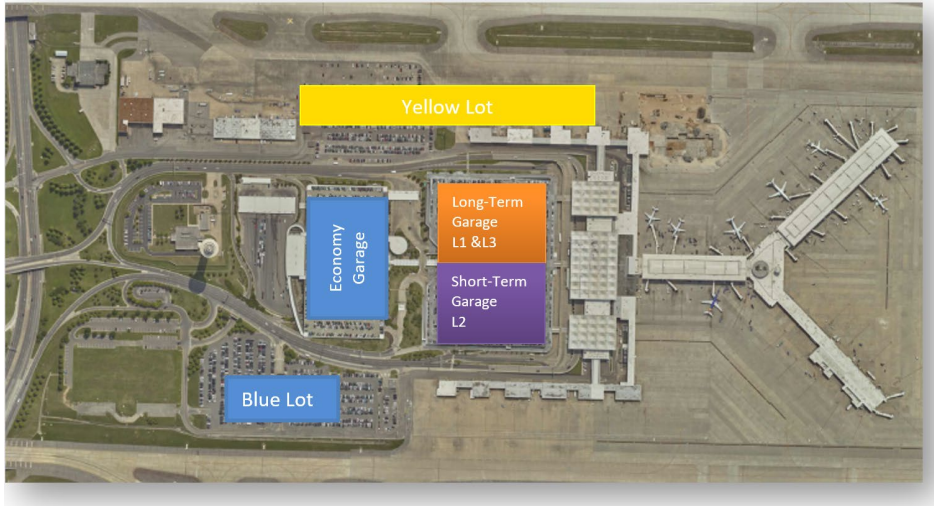 Yellow Lot
Long-Term
Garage
L1 &L3
Economy
Garage
Short-Term
Garage
L2
Blue Lot